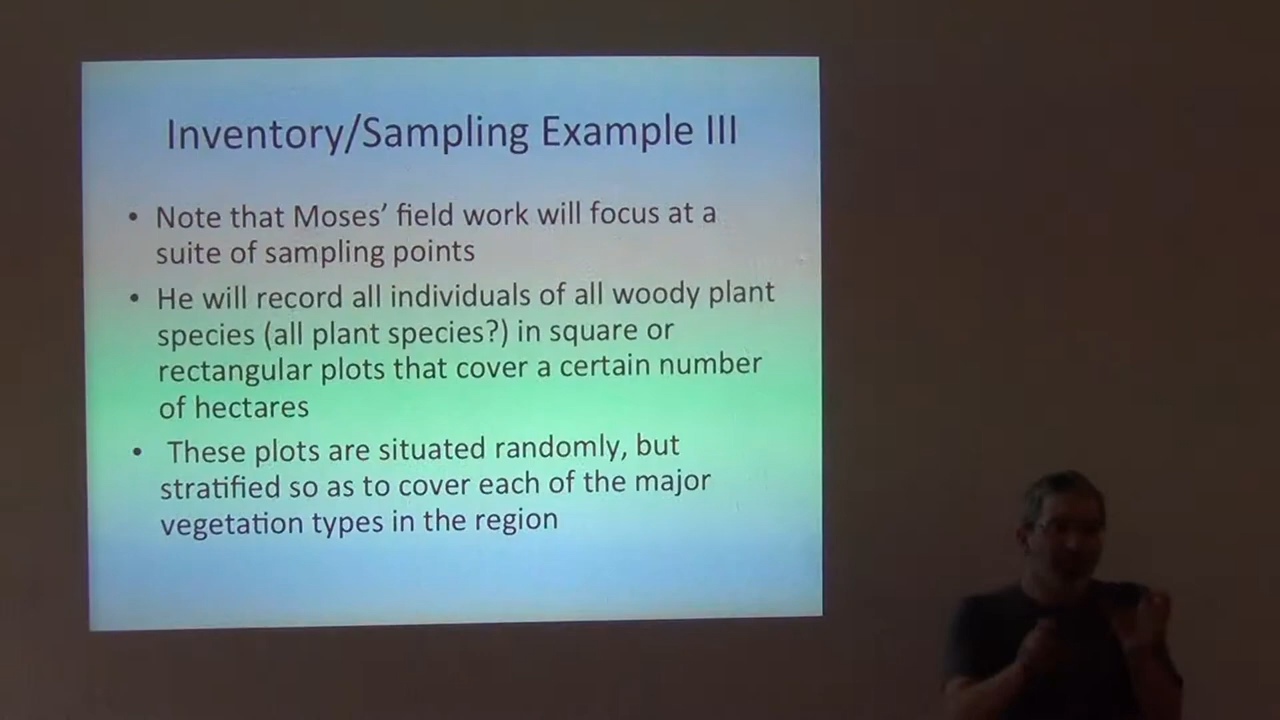 Inventory/Sampling Example III
• Note that Moses’ field work will focus at a
suite of sampling points
• He will record all individuals of all woody plant
species (all plant species?) in square or
rectangular plots that cover a certain number
of hectares
• These plots are situated randomly, but
stratified so as to cover each of the major
vegetation types in the region